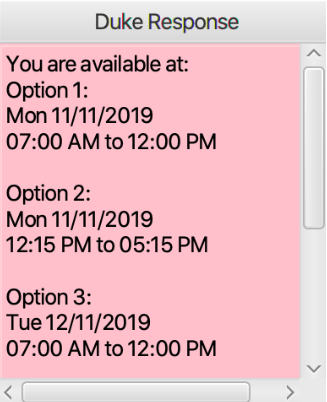 Duke Response
You are available at:
Option 1:
Mon 11/11/2019
07:00 AM to 12:00 PM
Option 2:
Mon 11/11/2019
12:15 PM to 05:15 PM
Option 3:
Tue 12/11/2019
07:00 AM to 12:00 PM